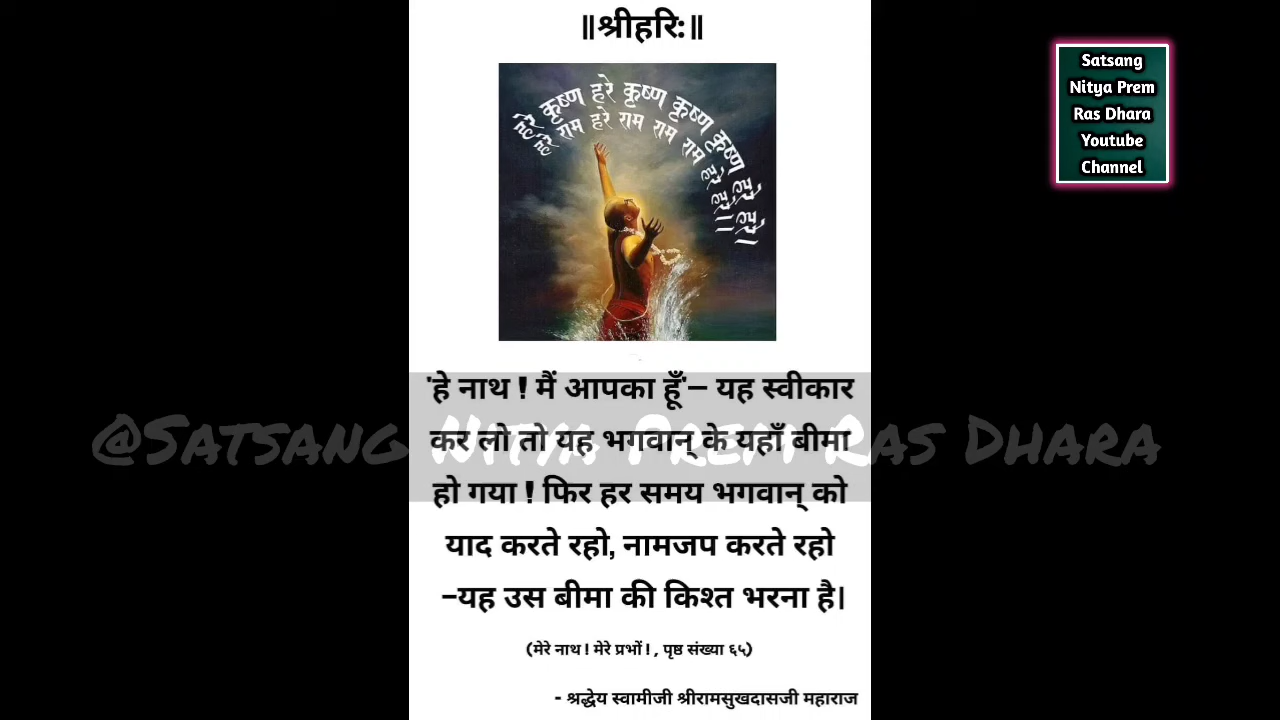 ॥श्रीहरि:॥
हरे कृष्ण हरे कृष्ण कृष्ण कृष्ण हरे हरे।
हरे राम हरे राम राम राम हरे हरे।।
'हे नाथ ! मैं आपका हूँ'– यह स्वीकार
कर लो तो यह भगवान् के यहाँ बीमा
हो गया ! फिर हर समय भगवान् को
याद करते रहो, नामजप करते रहो
–यह उस बीमा की किश्त भरना है।
(मेरे नाथ ! मेरे प्रभों ! , पृष्ठ संख्या ६५)
- श्रद्धेय स्वामीजी श्रीरामसुखदासजी महाराज
@Satsang Nitya Prem Ras Dhara
Satsang
Nitya Prem
Ras Dhara
Youtube
Channel